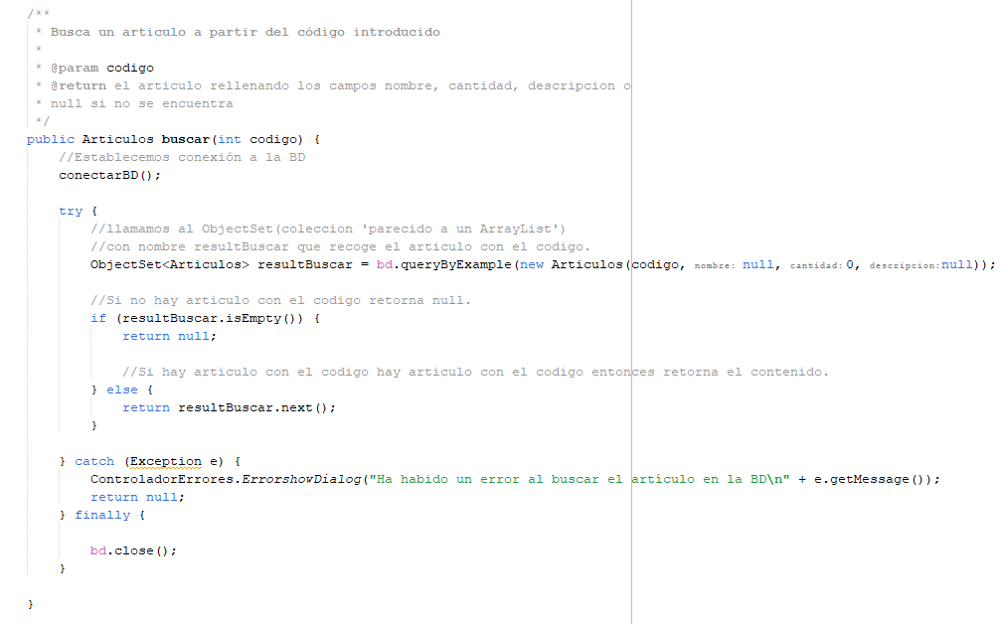 /**
* Busca un articulo a partir del código introducido
*
* @param codigo
* @return el articulo rellenando los campos nombre, cantidad, descripcion o
* null si no se encuentra
*/
public Articulos buscar(int codigo) {
//Establecemos conexión a la BD
conectarBD();
try {
//llamamos al ObjectSet(coleccion 'parecido a un ArrayList')
//con nombre resultBuscar que recoge el articulo con el codigo.
ObjectSet<Articulos> resultBuscar = bd.queryByExample(new Articulos(codigo, nombre: null, cantidad: 0, descripcion: null));
//Si no hay articulo con el codigo retorna null.
if (resultBuscar.isEmpty()) {
return null;
//Si hay articulo con el codigo hay articulo con el codigo entonces retorna el contenido.
} else {
return resultBuscar.next();
}
} catch (Exception e) {
ControladorErrores.ErrorshowDialog("Ha habido un error al buscar el artículo en la BD\n" + e.getMessage());
return null;
} finally {
bd.close();
}
}